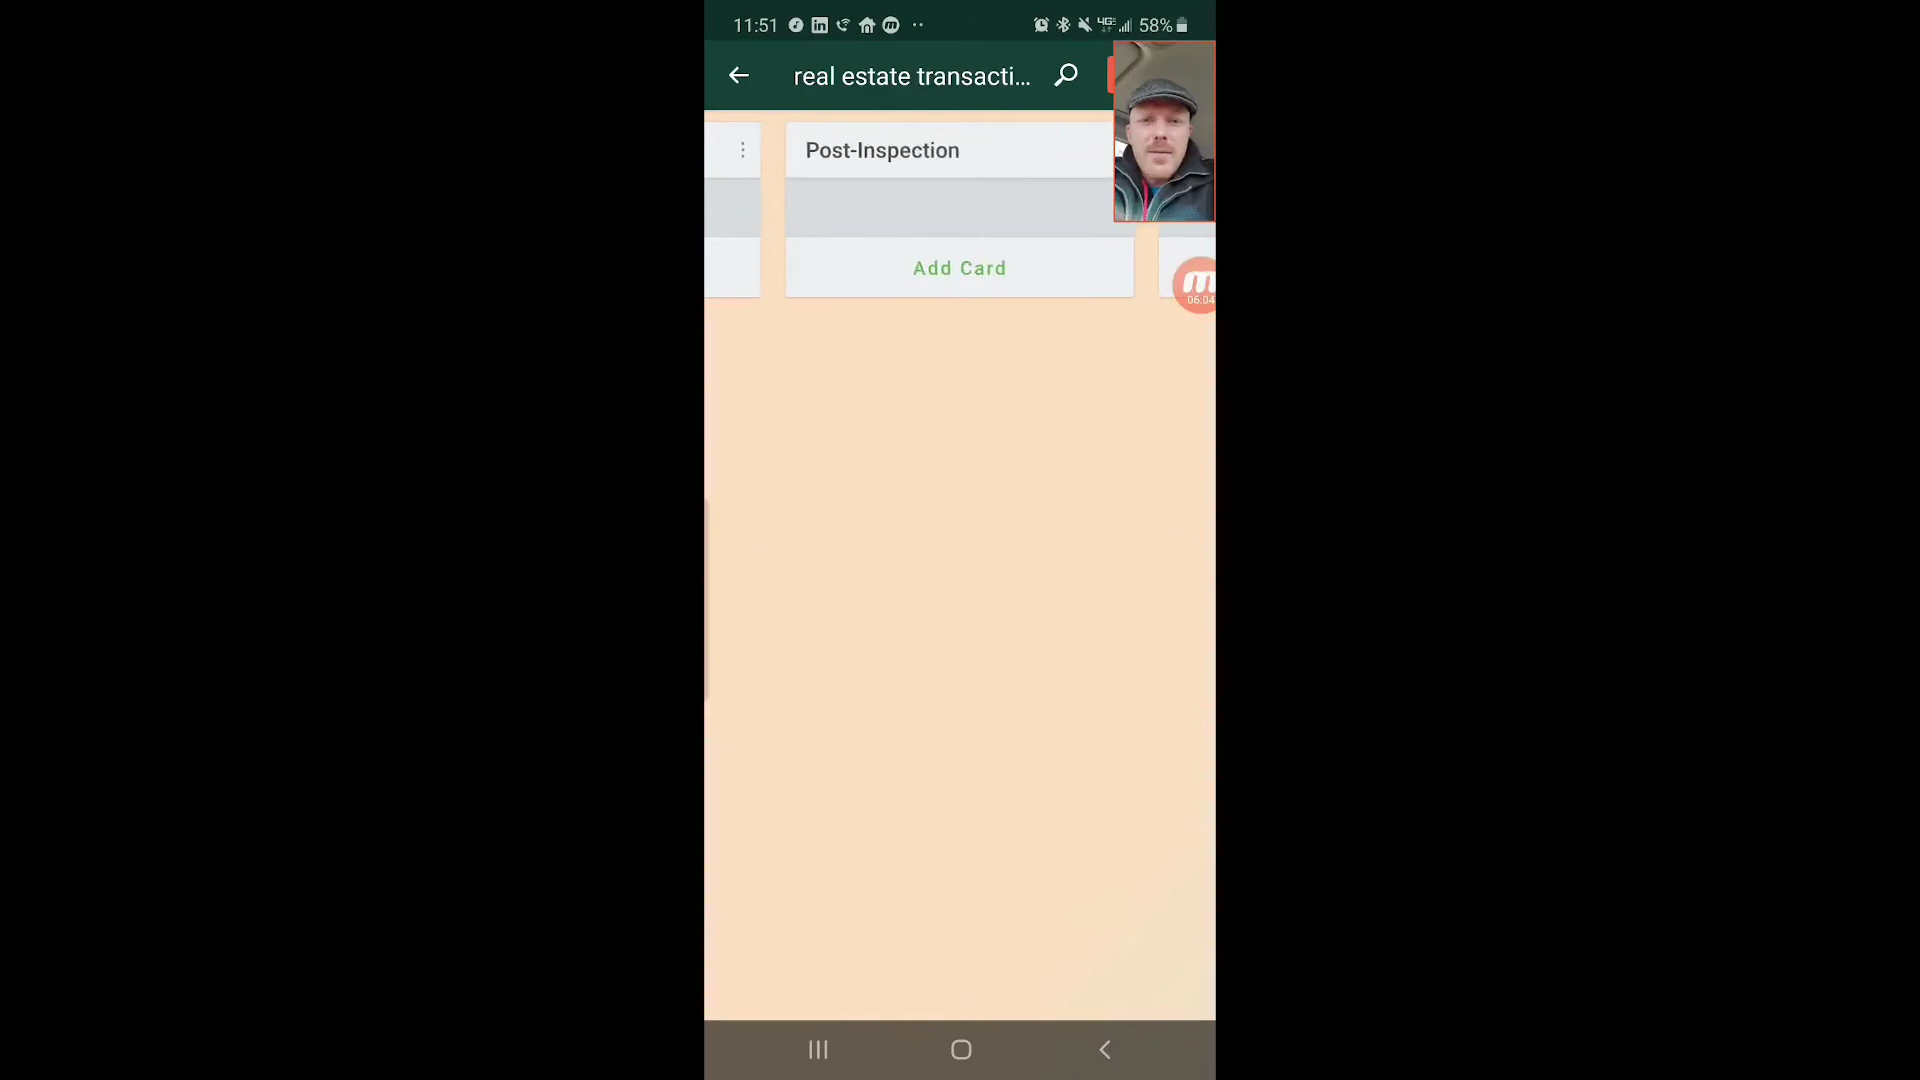 11:51
58%
real estate transacti...
Post-Inspection
Add Card
06:04